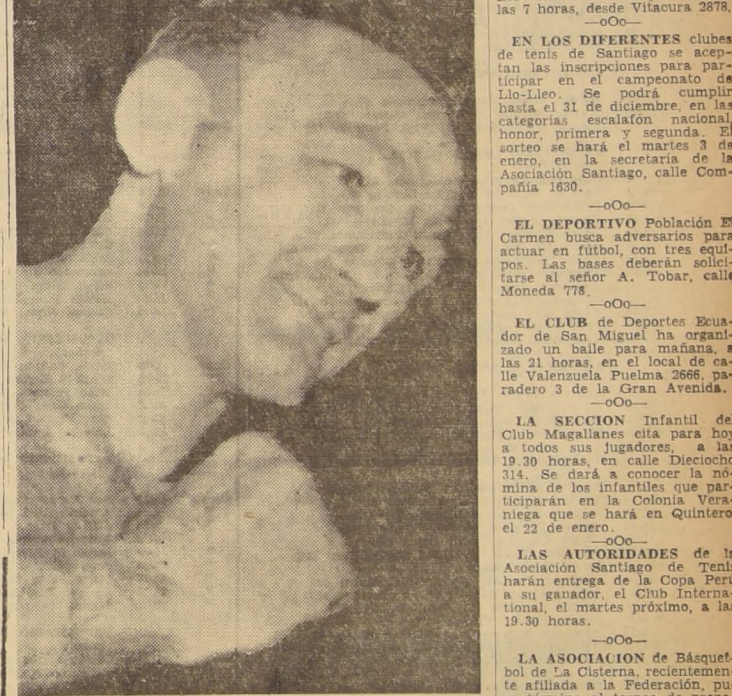 las 7 horas, desde Vitacura 2878.
—oOo—
EN LOS DIFERENTES clubes
de tenis de Santiago se acep-
tan las inscripciones para par-
ticipar en el campeonato de
Llo-Lleo. Se podrá cumplir
hasta el 31 de diciembre, en las
categorías escalafón nacional,
honor, primera y segunda. El
sorteo se hará el martes 3 de
enero, en la secretaría de la
Asociación Santiago, calle Com-
pañía 1630.
—oOo—
EL DEPORTIVO Población El
Carmen busca adversarios para
actuar en fútbol, con tres equi-
pos. Las bases deberán solici-
tarse al señor A. Tobar, calle
Moneda 778.
—oOo—
EL CLUB de Deportes Ecua-
dor de San Miguel ha organi-
zado un baile para mañana, a
las 21 horas, en el local de ca-
lle Valenzuela Puelma 2666, pa-
radero 3 de la Gran Avenida.
—oOo—
LA SECCION Infantil de
Club Magallanes cita para hoy
a todos sus jugadores, a las
19.30 horas, en calle Dieciocho
314. Se dará a conocer la nó-
mina de los infantiles que par-
ticiparán en la Colonia Vera-
niega que se hará en Quintero
el 22 de enero.
—oOo—
LAS AUTORIDADES de la
Asociación Santiago de Teni
harán entrega de la Copa Perú
a su ganador, el Club Interna-
tional, el martes próximo, a las
19.30 horas.
—oOo—
LA ASOCIACION de Básquet-
bol de La Cisterna, recientemen-
te afiliada a la Federación, pu-